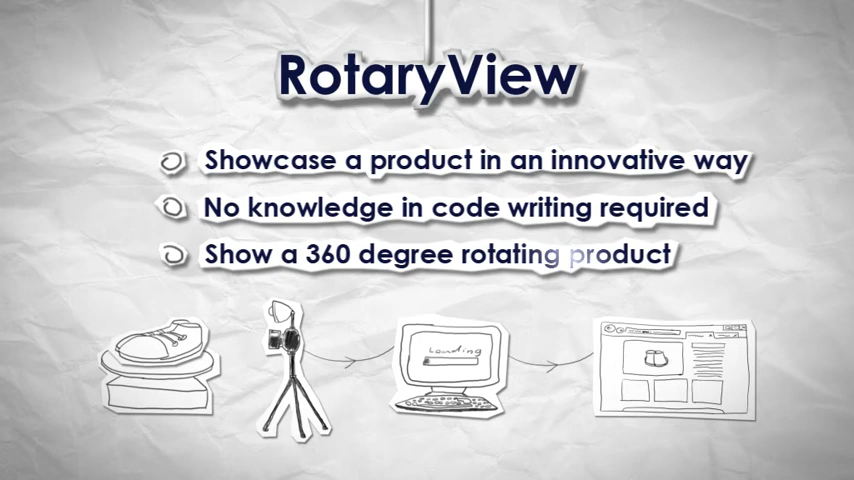 RotaryView
Showcase a product in an innovative way
No knowledge in code writing required
Show a 360 degree rotating product
Loading